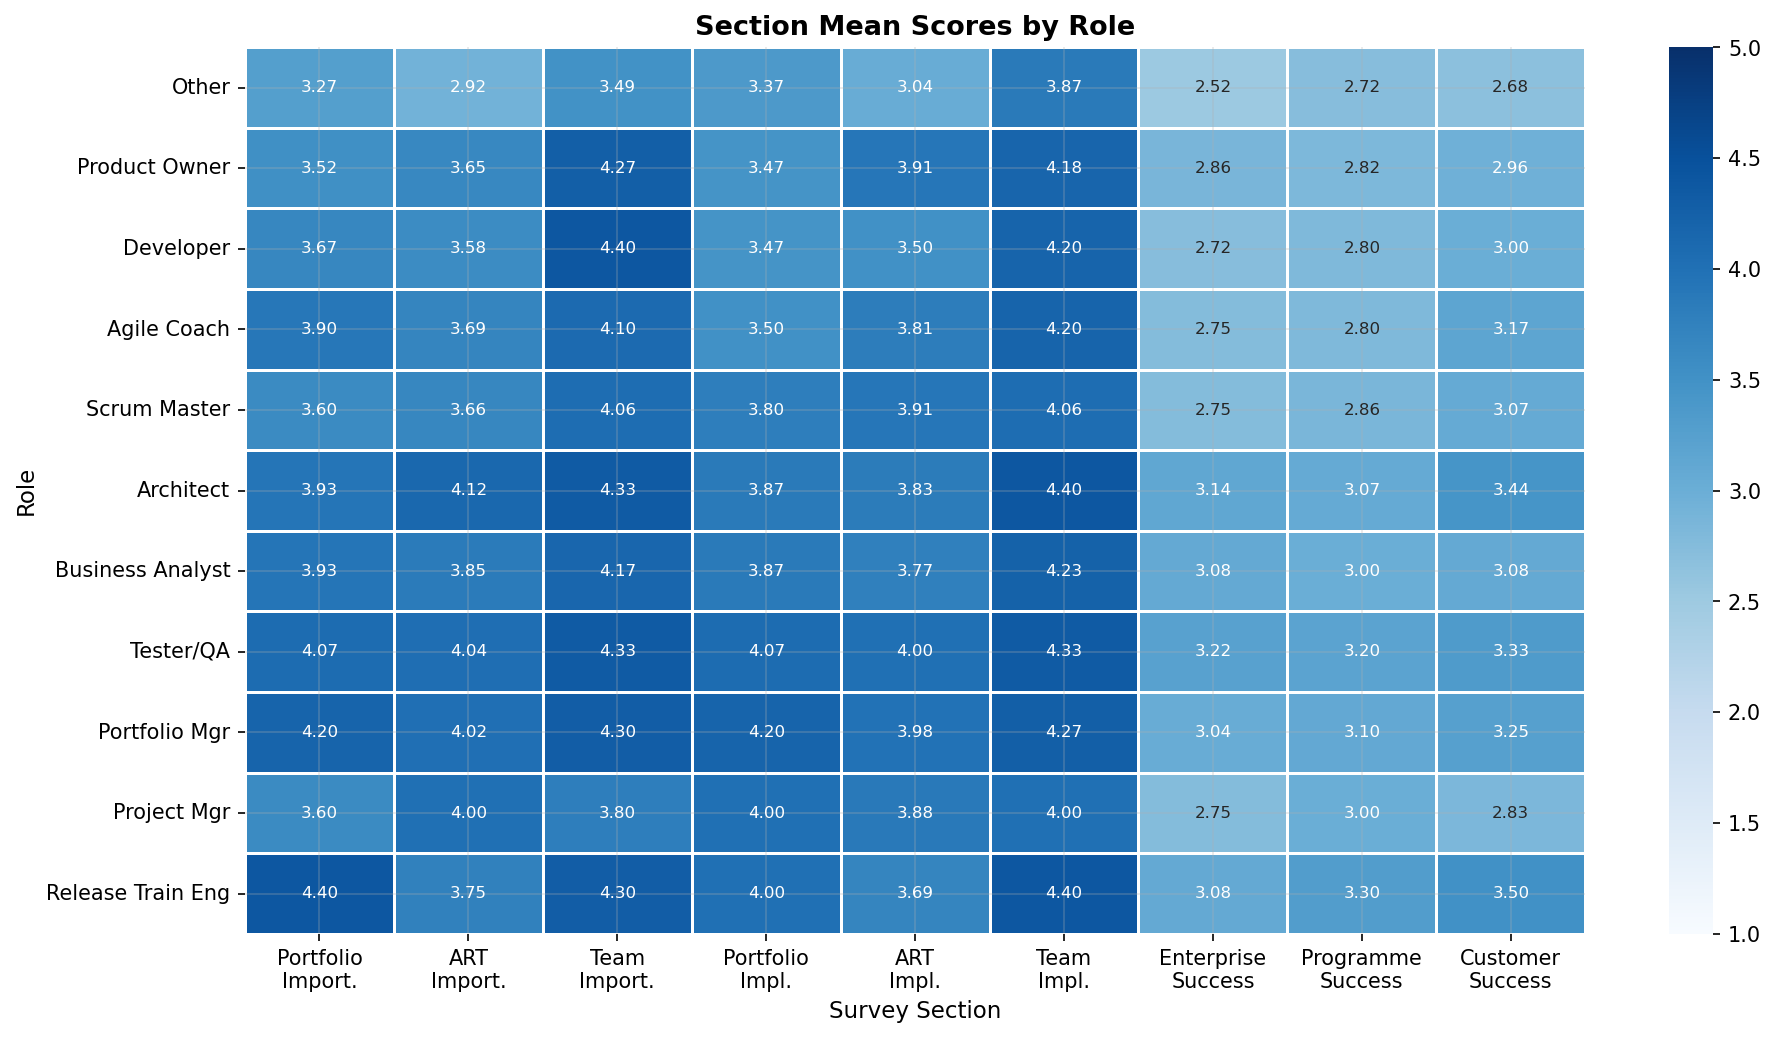 Section Mean Scores by Role
Other 3.27 2.92 3.49 3.37 3.04 3.87 2.52 2.72 2.68
Product Owner 3.52 3.65 4.27 3.47 3.91 4.18 2.86 2.82 2.96
Developer 3.67 3.58 4.40 3.47 3.50 4.20 2.72 2.80 3.00
Agile Coach 3.90 3.69 4.10 3.50 3.81 4.20 2.75 2.80 3.17
Scrum Master 3.60 3.66 4.06 3.80 3.91 4.06 2.75 2.86 3.07
Architect 3.93 4.12 4.33 3.87 3.83 4.40 3.14 3.07 3.44
Business Analyst 3.93 3.85 4.17 3.87 3.77 4.23 3.08 3.00 3.08
Tester/QA 4.07 4.04 4.33 4.07 4.00 4.33 3.22 3.20 3.33
Portfolio Mgr 4.20 4.02 4.30 4.20 3.98 4.27 3.04 3.10 3.25
Project Mgr 3.60 4.00 3.80 4.00 3.88 4.00 2.75 3.00 2.83
Release Train Eng 4.40 3.75 4.30 4.00 3.69 4.40 3.08 3.30 3.50
Role
Portfolio ART Team Portfolio ART Team Enterprise Programme Customer
Import. Import. Import. Impl. Impl. Impl. Success Success Success
Survey Section
5.0
4.5
4.0
3.5
3.0
2.5
2.0
1.5
1.0